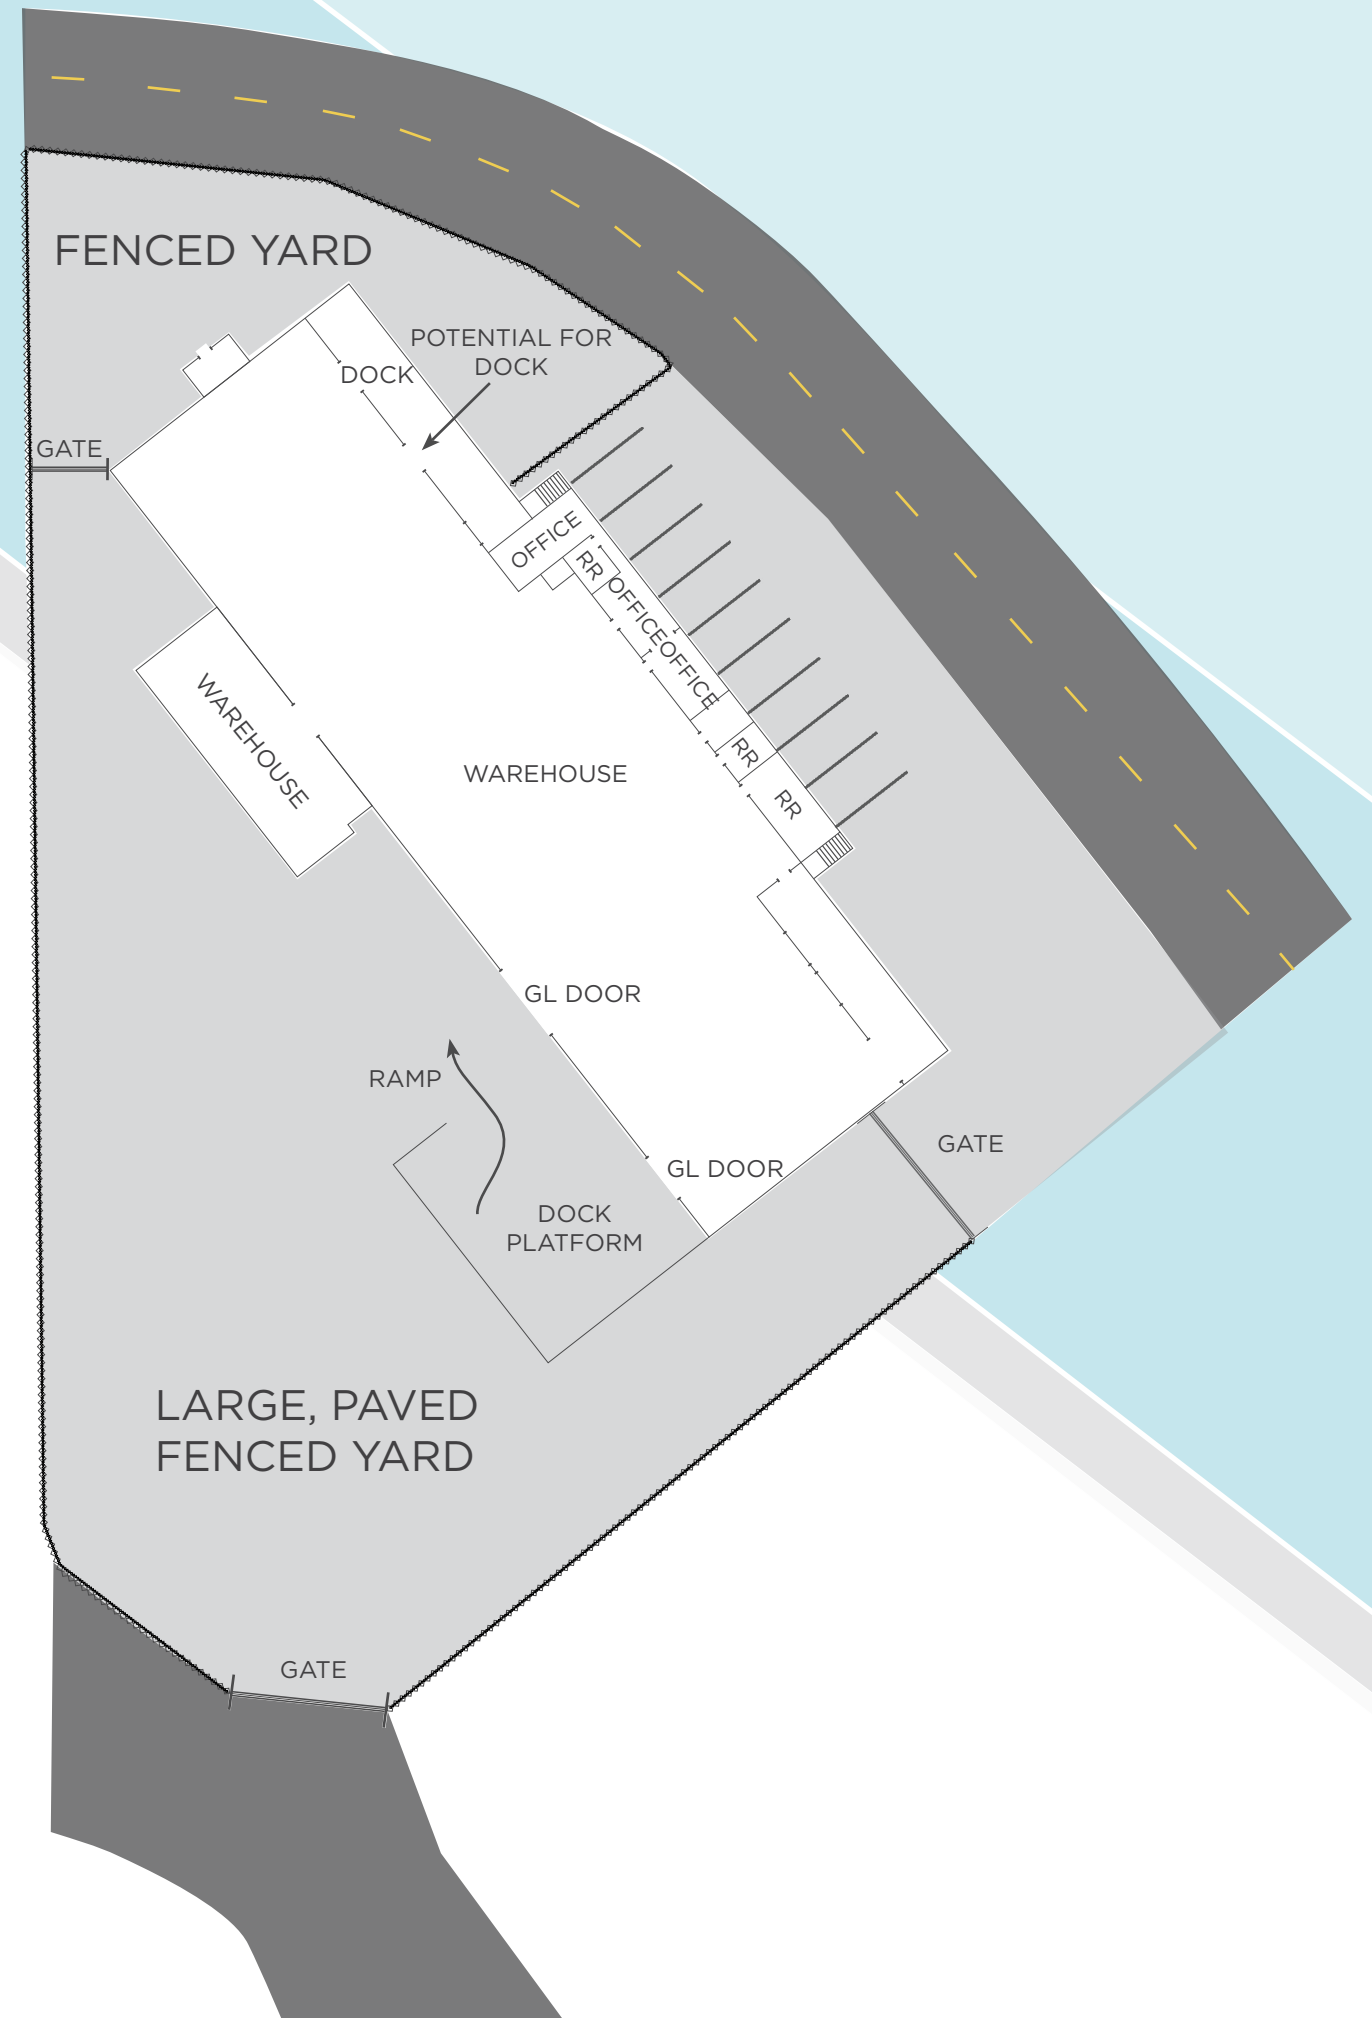 FENCED YARD
POTENTIAL FOR
DOCK
DOCK
GATE
OFFICE
RR
OFFICE
OFFICE
WAREHOUSE
RR
WAREHOUSE
RR
GL DOOR
RAMP
GATE
GL DOOR
DOCK
PLATFORM
LARGE, PAVED
FENCED YARD
GATE